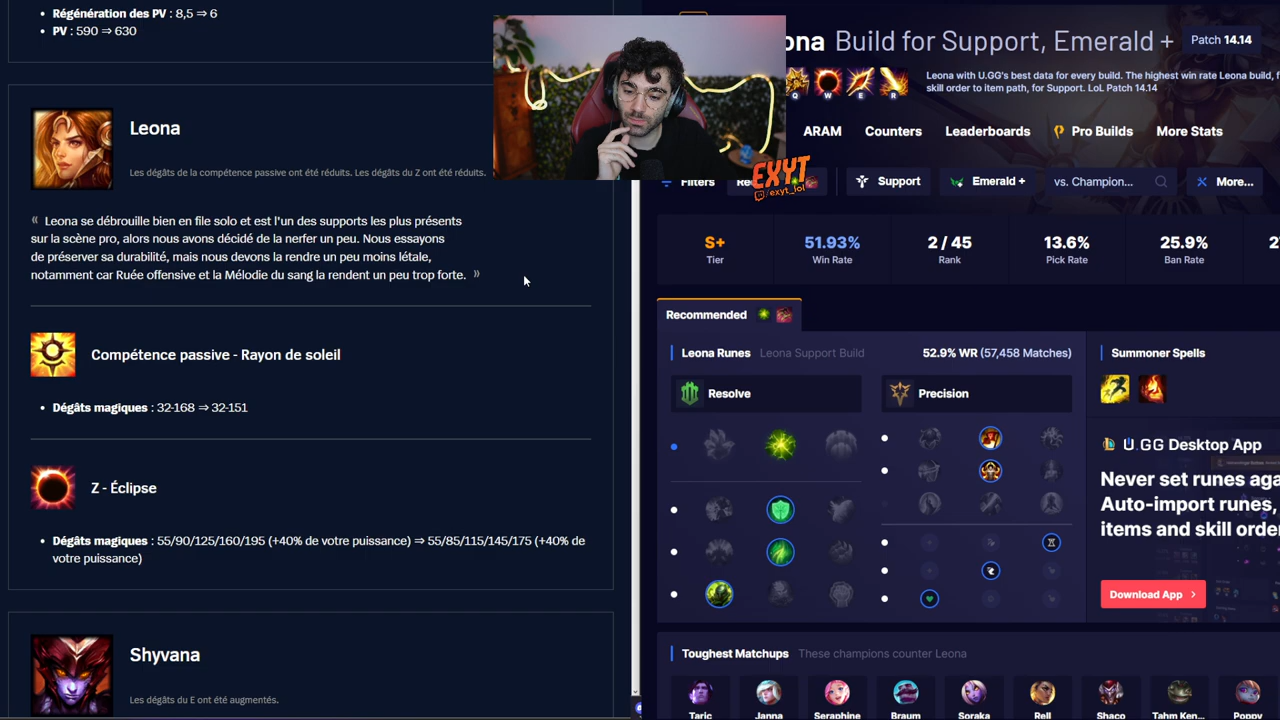 Régénération des PV : 8,5 ⇒ 6
PV : 590 ⇒ 630
Leona
Les dégâts de la compétence passive ont été réduits. Les dégâts du Z ont été réduits.
« Leona se débrouille bien en file solo et est l'un des supports les plus présents
sur la scène pro, alors nous avons décidé de la nerfer un peu. Nous essayons
de préserver sa durabilité, mais nous devons la rendre un peu moins létale,
notamment car Ruée offensive et la Mélodie du sang la rendent un peu trop forte. »
Compétence passive - Rayon de soleil
Dégâts magiques : 32-168 ⇒ 32-151
Z - Éclipse
Dégâts magiques : 55/90/125/160/195 (+40% de votre puissance) ⇒ 55/85/115/145/175 (+40% de
votre puissance)
Shyvana
Les dégâts du E ont été augmentés.
EXYT
/exyt_lol
ona Build for Support, Emerald +
Patch 14.14
Q W E R
Leona with U.GG's best data for every build. The highest win rate Leona build, f
skill order to item path, for Support. LoL Patch 14.14
ARAM Counters Leaderboards Pro Builds More Stats
Filters
Support
Emerald +
vs. Champion...
More...
S+ 51.93% 2 / 45 13.6% 25.9%
Tier Win Rate Rank Pick Rate Ban Rate
Recommended
Leona Runes Leona Support Build 52.9% WR (57,458 Matches)
Resolve
Precision
Summoner Spells
U.GG Desktop App
Never set runes aga
Auto-import runes,
items and skill order
Download App
Toughest Matchups These champions counter Leona
Taric Janna Seraphine Braum Soraka Rell Shaco Tahm Ken... Poppy